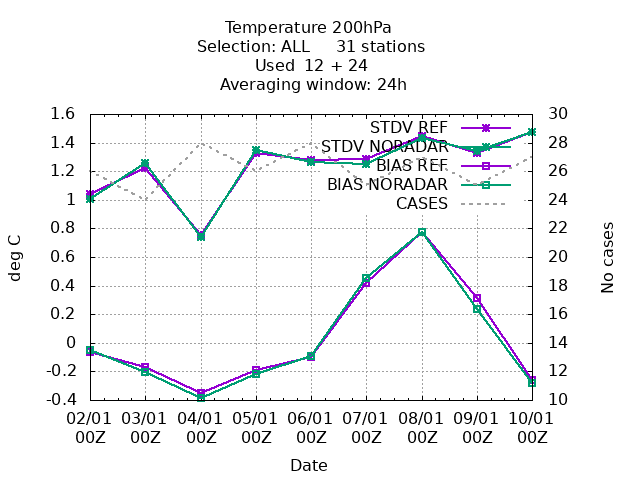 Temperature 200hPa
Selection: ALL 31 stations
Used 12 + 24
Averaging window: 24h
1.6
1.4
1.2
1
0.8
0.6
0.4
0.2
0
-0.2
-0.4
deg C
30
28
26
24
22
20
18
16
14
12
10
No cases
STDV REF
STDV NORADAR
BIAS REF
BIAS NORADAR
CASES
02/01 03/01 04/01 05/01 06/01 07/01 08/01 09/01 10/01
00Z 00Z 00Z 00Z 00Z 00Z 00Z 00Z 00Z
Date